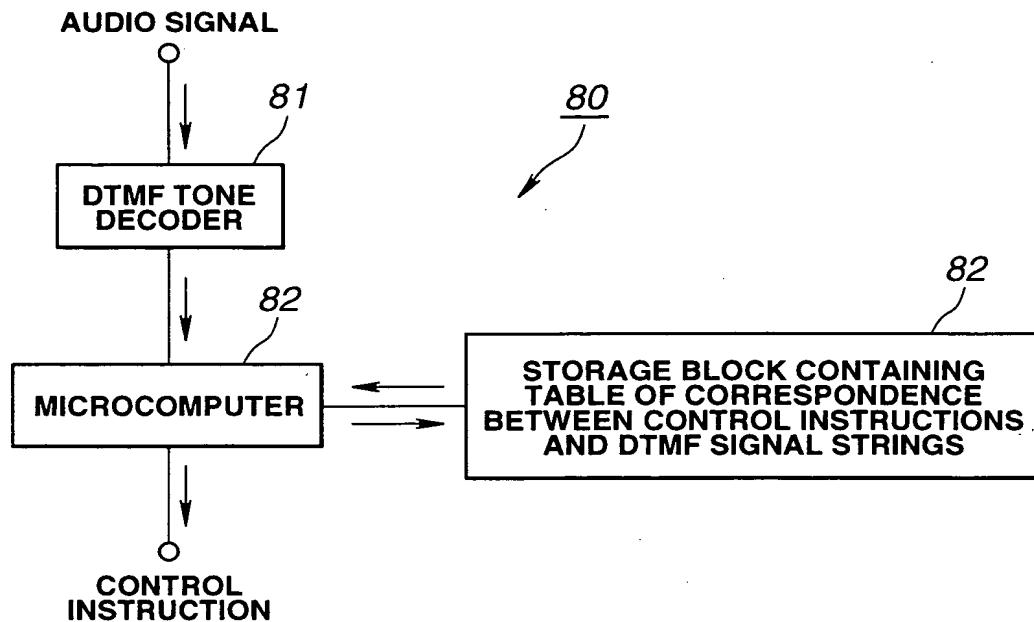 AUDIO SIGNAL
81
80
DTMF TONE
DECODER
82
82
MICROCOMPUTER
STORAGE BLOCK CONTAINING
TABLE OF CORRESPONDENCE
BETWEEN CONTROL INSTRUCTIONS
AND DTMF SIGNAL STRINGS
CONTROL
INSTRUCTION